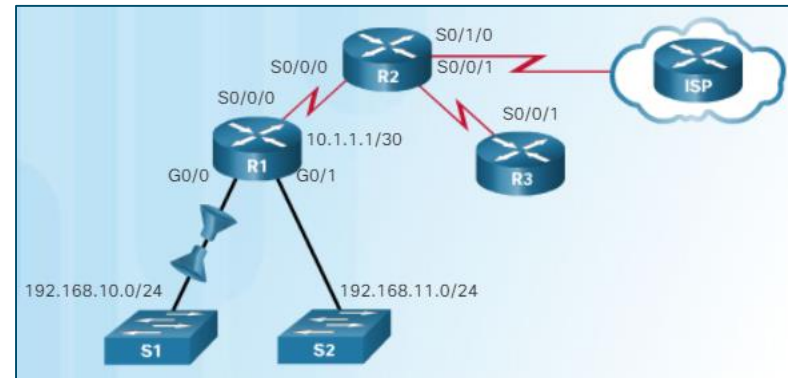 S0/1/0
S0/0/0
R2
S0/0/1
ISP
S0/0/0
S0/0/1
10.1.1.1/30
R1
R3
G0/0
G0/1
192.168.10.0/24
192.168.11.0/24
S1
S2